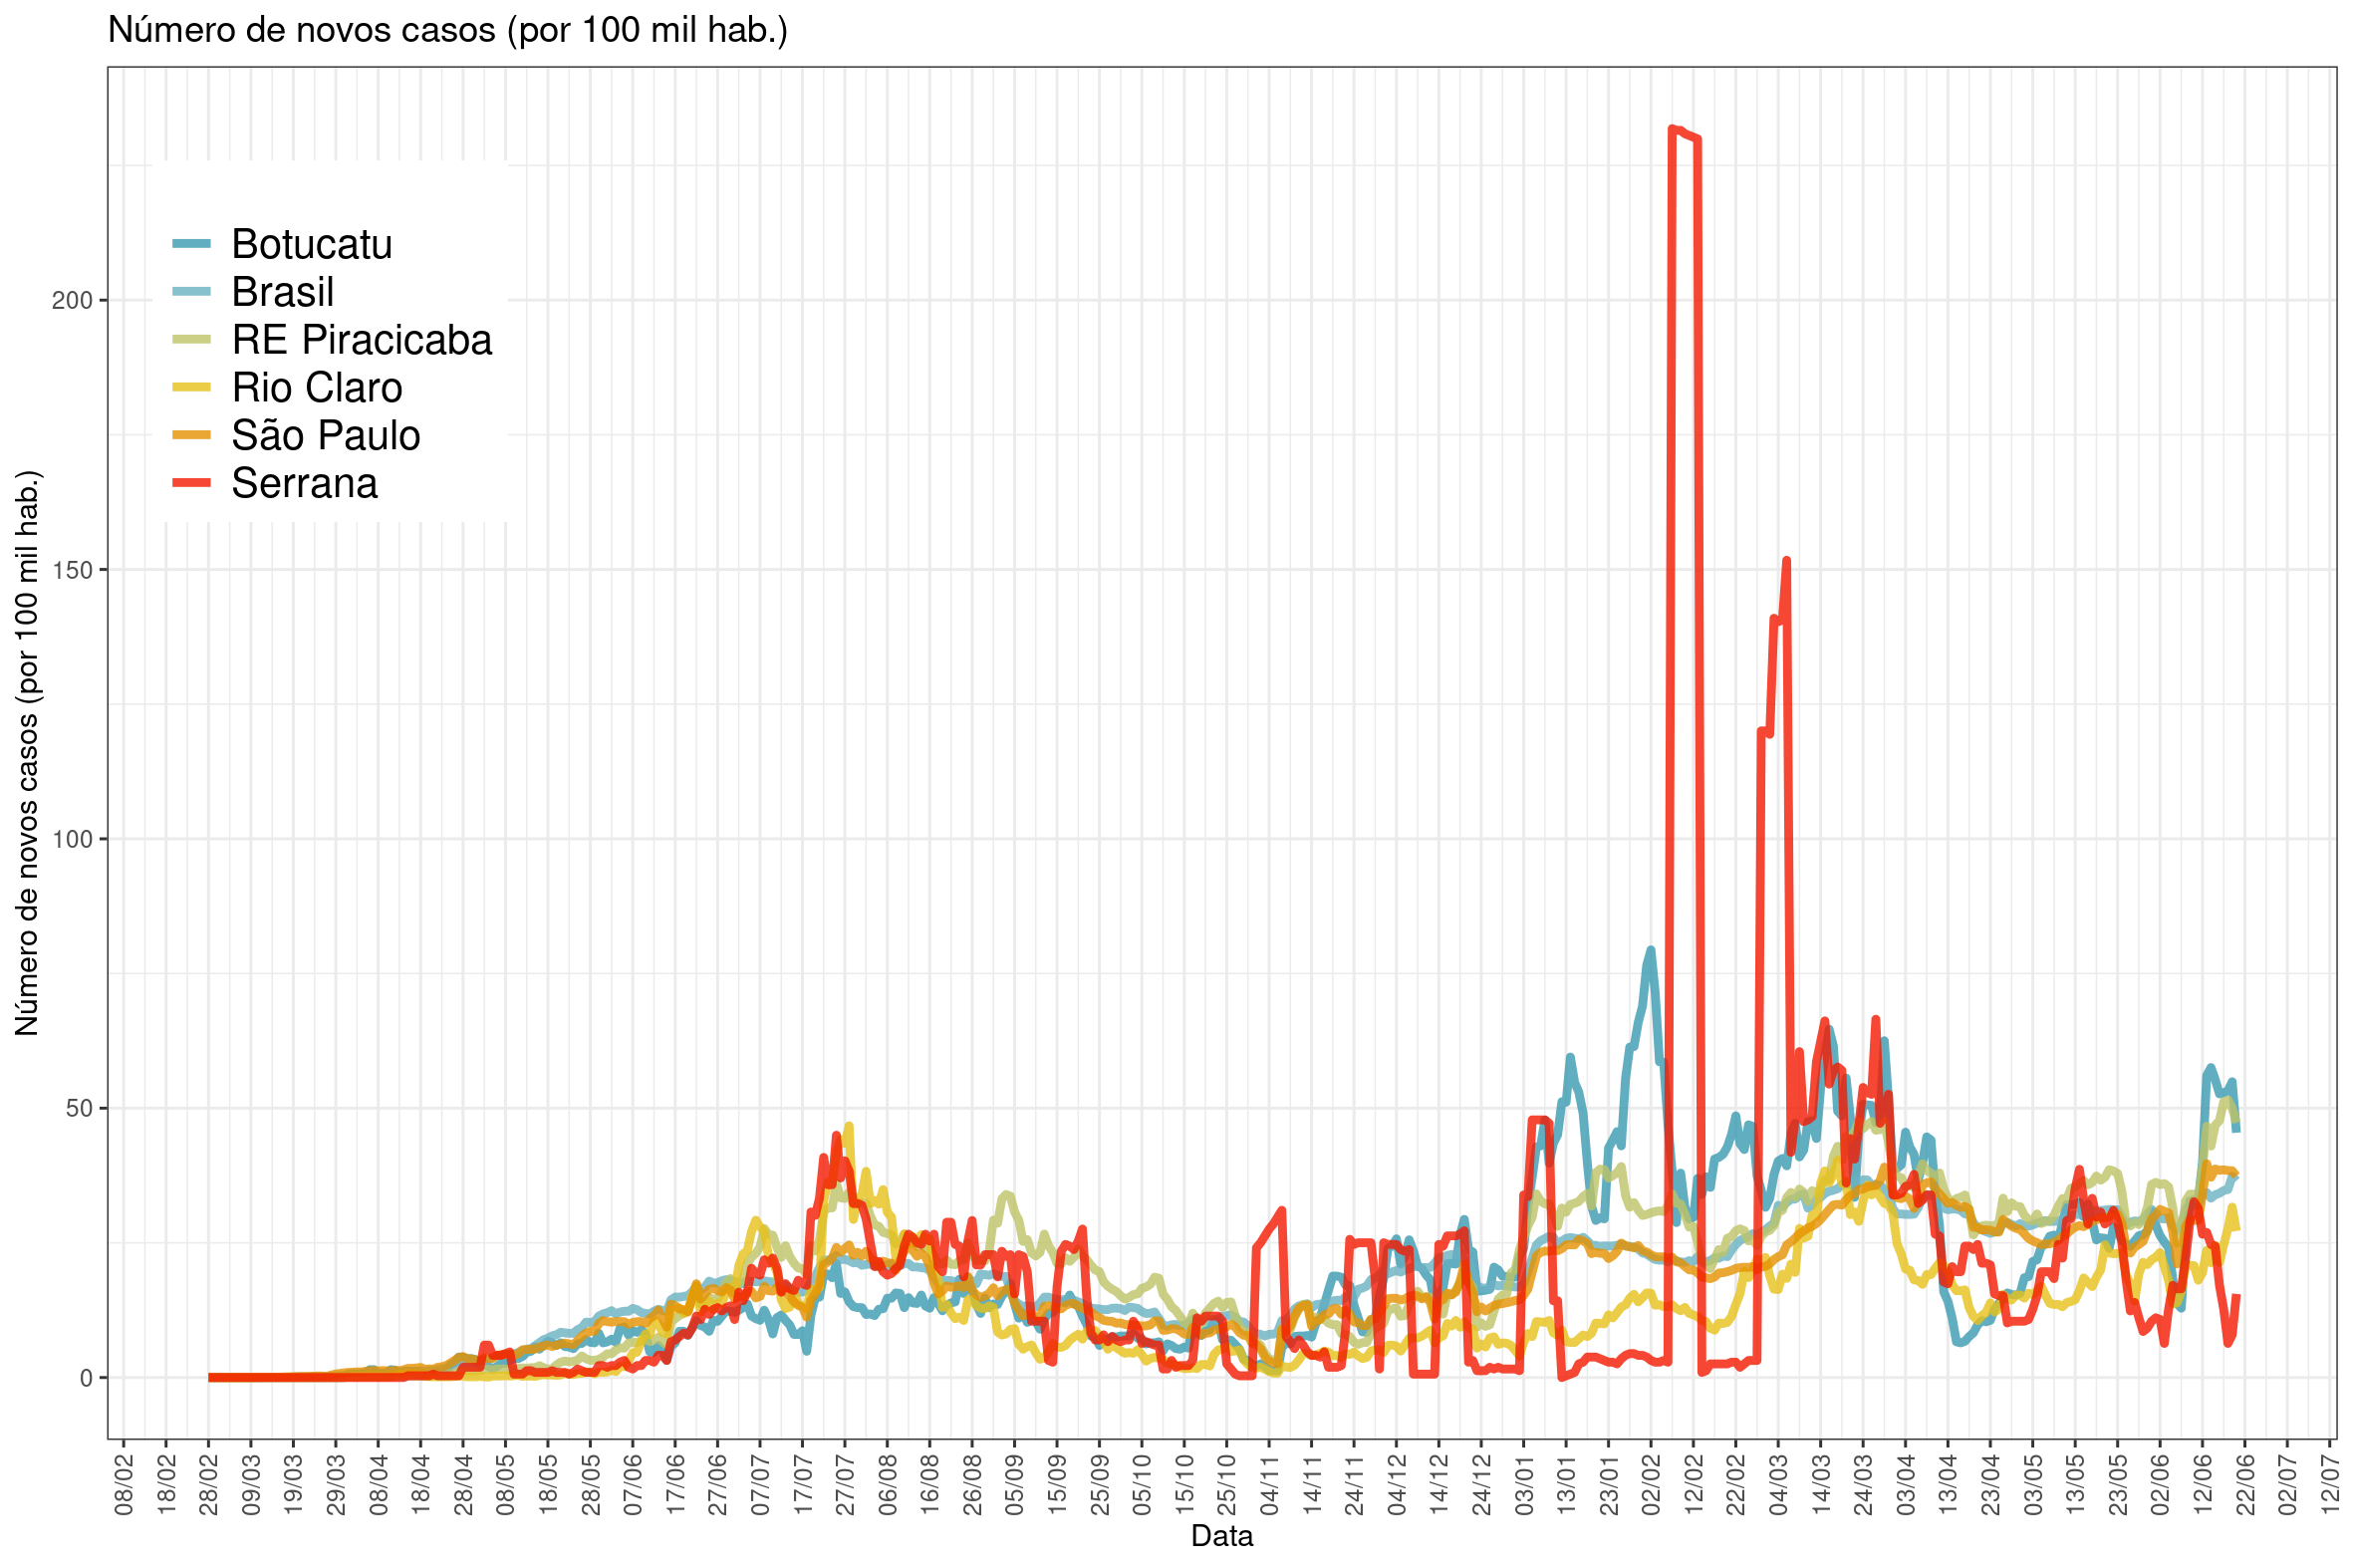 Número de novos casos (por 100 mil hab.)
Número de novos casos (por 100 mil hab.)
200
150
100
50
0
Botucatu
Brasil
RE Piracicaba
Rio Claro
São Paulo
Serrana
08/02 18/02 28/02 09/03 19/03 29/03 08/04 18/04 28/04 08/05 18/05 28/05 07/06 17/06 27/06 07/07 17/07 27/07 06/08 16/08 26/08 05/09 15/09 25/09 05/10 15/10 25/10 04/11 14/11 24/11 04/12 14/12 24/12 03/01 13/01 23/01 02/02 12/02 22/02 04/03 14/03 24/03 03/04 13/04 23/04 03/05 13/05 23/05 02/06 12/06 22/06 02/07 12/07
Data